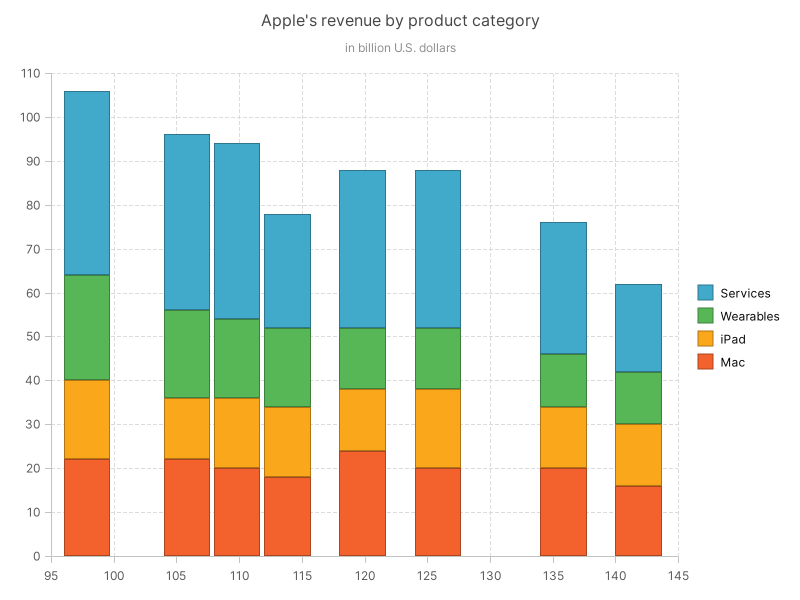 Apple's revenue by product category
in billion U.S. dollars
110
100
90
80
70
60
50
40
30
20
10
0
95 100 105 110 115 120 125 130 135 140 145
Services
Wearables
iPad
Mac